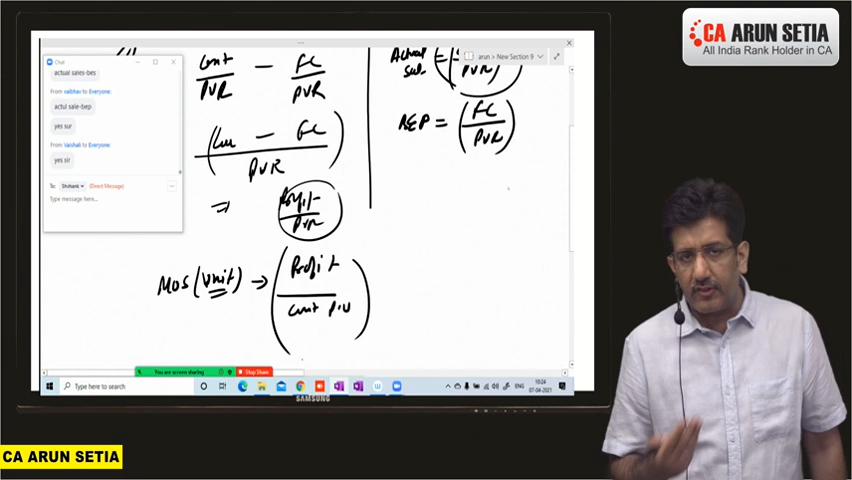 CA ARUN SETIA
All India Rank Holder in CA
arun > New Section 9
Chat
actual sales-bes
From vaibhav to Everyone:
actul sale-bep
yes sur
From Vaishali to Everyone:
yes sir
To: Shihank (Direct Message)
Type message here...
Cont/PVR — FC/PVR
(Con — FC)/PVR
⇒ Profit/PVR
MOS (Unit) ⇒ (Profit/Cont P.U)
Actual
BEP = (FC/PVR)
You are screen sharing Stop Share
Type here to search
ENG
10:24
07-04-2021
SAMSUNG
CA ARUN SETIA